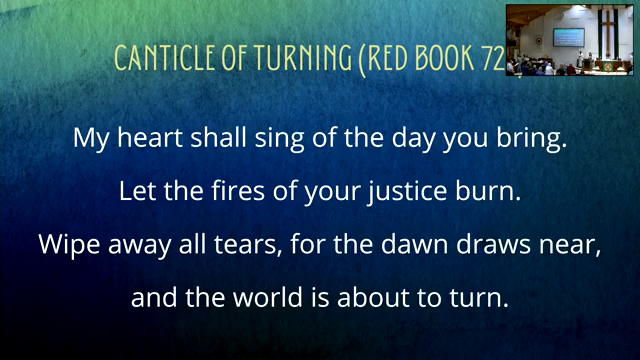 CANTICLE OF TURNING (RED BOOK 72
My heart shall sing of the day you bring.
Let the fires of your justice burn.
Wipe away all tears, for the dawn draws near,
and the world is about to turn.